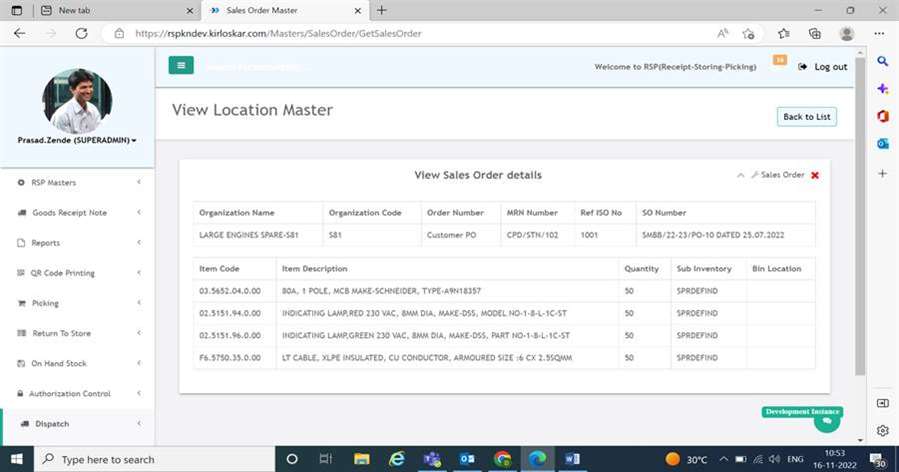 New tab
Sales Order Master
https://rspkndev.kirloskar.com/Masters/SalesOrder/GetSalesOrder
Welcome to RSP(Receipt-Storing-Picking)
Log out
Prasad.Zende (SUPERADMIN)
View Location Master
Back to List
RSP Masters
Goods Receipt Note
Reports
QR Code Printing
Picking
Return To Store
On Hand Stock
Authorization Control
Dispatch
View Sales Order details
Sales Order
Organization Name Organization Code Order Number MRN Number Ref ISO No SO Number
LARGE ENGINES SPARE-S81 S81 Customer PO CPD/STN/102 1001 SMBB/22-23/PO-10 DATED 25.07.2022
Item Code Item Description Quantity Sub Inventory Bin Location
03.5652.04.0.00 80A, 1 POLE, MCB MAKE-SCHNEIDER, TYPE-A9N18357 50 SPRDEFIND
02.5151.94.0.00 INDICATING LAMP,RED 230 VAC, 8MM DIA, MAKE-DSS, MODEL NO-1-8-L-1C-ST 50 SPRDEFIND
02.5151.96.0.00 INDICATING LAMP,GREEN 230 VAC, 8MM DIA, MAKE-DSS, PART NO-1-8-L-1C-ST 50 SPRDEFIND
F6.5750.35.0.00 LT CABLE, XLPE INSULATED, CU CONDUCTOR, ARMOURED SIZE :6 CX 2.5SQMM 50 SPRDEFIND
Development Instance
Type here to search
30°C
ENG
10:53
16-11-2022
30